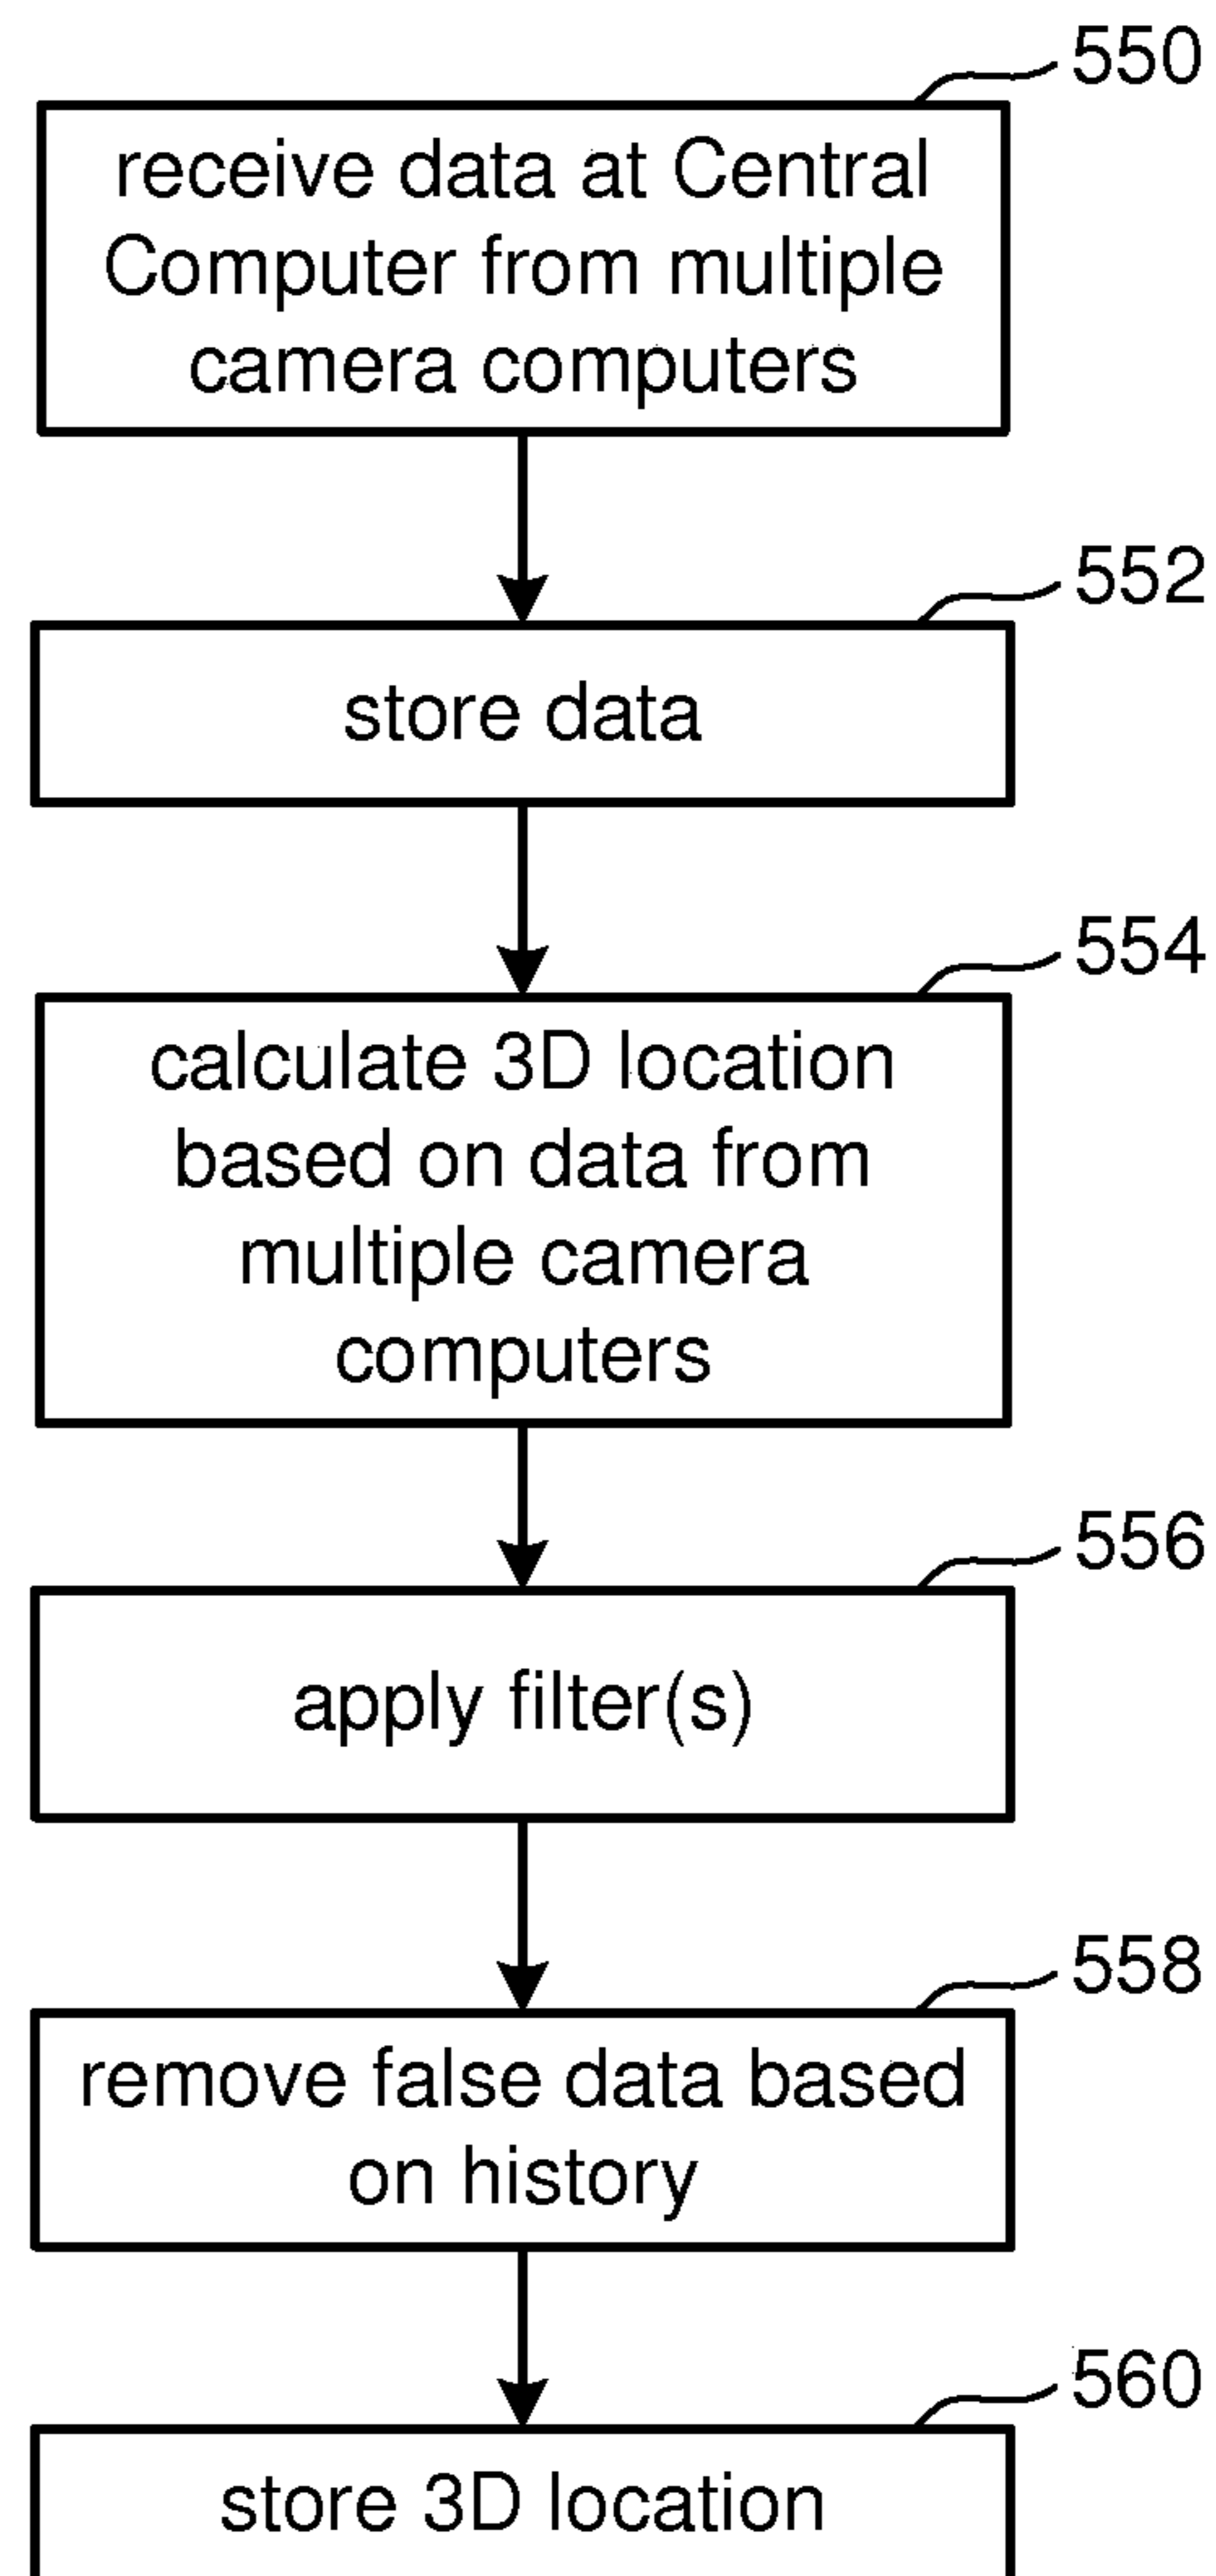 550
receive data at Central
Computer from multiple
camera computers
552
store data
554
calculate 3D location
based on data from
multiple camera
computers
556
apply filter(s)
558
remove false data based
on history
560
store 3D location